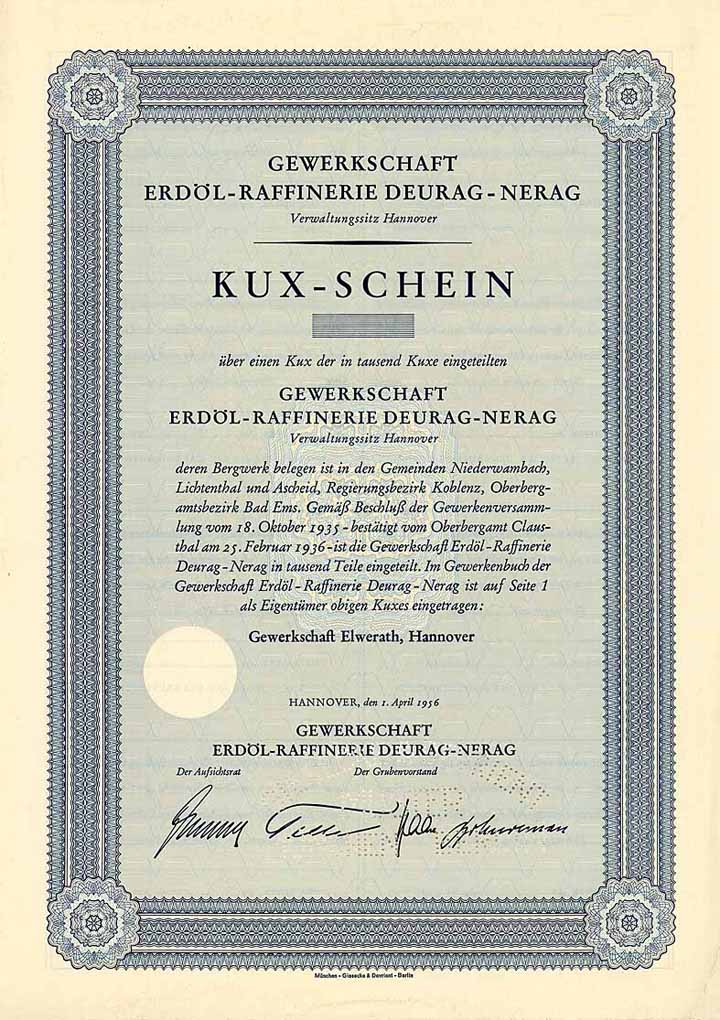 GEWERKSCHAFT
ERDÖL-RAFFINERIE DEURAG-NERAG
Verwaltungssitz Hannover
KUX-SCHEIN
über einen Kux der in tausend Kuxe eingeteilten
GEWERKSCHAFT
ERDÖL-RAFFINERIE DEURAG-NERAG
Verwaltungssitz Hannover
deren Bergwerk belegen ist in den Gemeinden Niederwambach,
Lichtenthal und Ascheid, Regierungsbezirk Koblenz, Oberberg-
amtsbezirk Bad Ems. Gemäß Beschluß der Gewerkenversamm-
lung vom 18. Oktober 1935 - bestätigt vom Oberbergamt Claus-
thal am 25. Februar 1936 - ist die Gewerkschaft Erdöl-Raffinerie
Deurag-Nerag in tausend Teile eingeteilt. Im Gewerkenbuch der
Gewerkschaft Erdöl-Raffinerie Deurag-Nerag ist auf Seite 1
als Eigentümer obigen Kuxes eingetragen:
Gewerkschaft Elwerath, Hannover
HANNOVER, den 1. April 1956
GEWERKSCHAFT
ERDÖL-RAFFINERIE DEURAG-NERAG
Der Aufsichtsrat Der Grubenvorstand
München - Giesecke & Devrient - Berlin